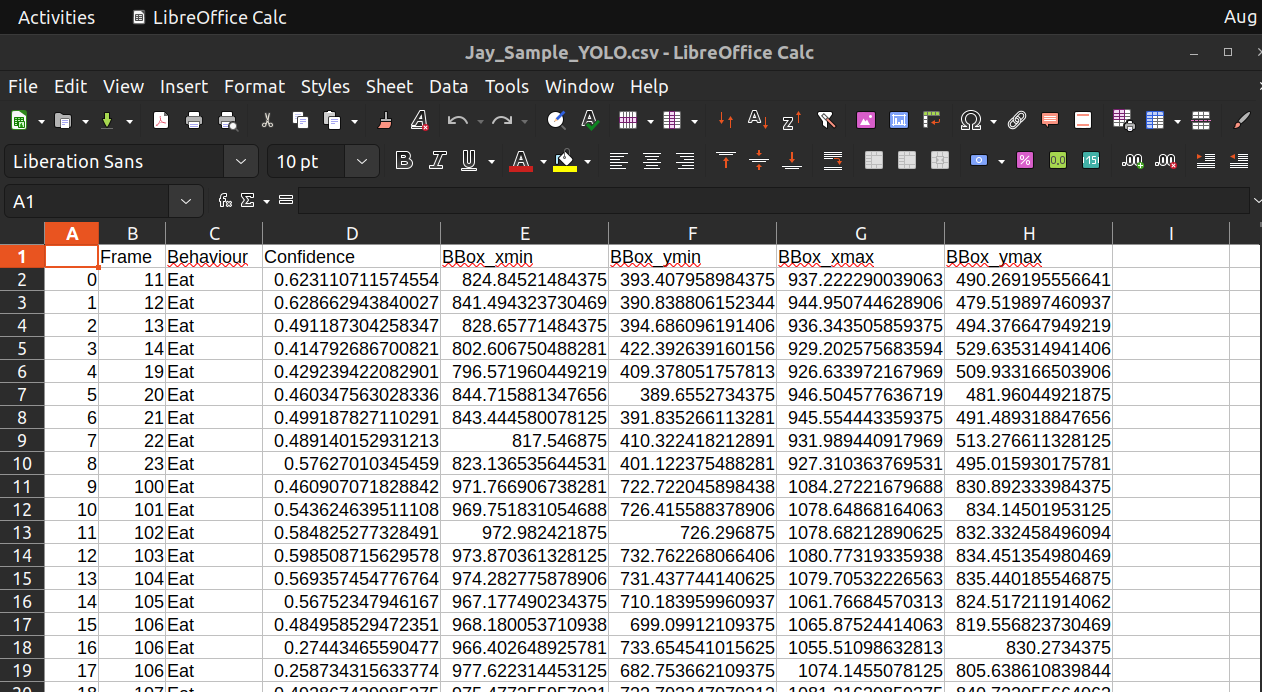 Activities LibreOffice Calc Aug
Jay_Sample_YOLO.csv - LibreOffice Calc
File Edit View Insert Format Styles Sheet Data Tools Window Help
Liberation Sans 10 pt
A1
A B C D E F G H I
1 Frame Behaviour Confidence BBox_xmin BBox_ymin BBox_xmax BBox_ymax
2 0 11 Eat 0.623110711574554 824.84521484375 393.407958984375 937.222290039063 490.269195556641
3 1 12 Eat 0.628662943840027 841.494323730469 390.838806152344 944.950744628906 479.519897460937
4 2 13 Eat 0.491187304258347 828.65771484375 394.686096191406 936.343505859375 494.376647949219
5 3 14 Eat 0.414792686700821 802.606750488281 422.392639160156 929.202575683594 529.635314941406
6 4 19 Eat 0.429239422082901 796.571960449219 409.378051757813 926.633972167969 509.933166503906
7 5 20 Eat 0.460347563028336 844.715881347656 389.6552734375 946.504577636719 481.96044921875
8 6 21 Eat 0.499187827110291 843.444580078125 391.835266113281 945.554443359375 491.489318847656
9 7 22 Eat 0.489140152931213 817.546875 410.322418212891 931.989440917969 513.276611328125
10 8 23 Eat 0.57627010345459 823.136535644531 401.122375488281 927.310363769531 495.015930175781
11 9 100 Eat 0.460907071828842 971.766906738281 722.722045898438 1084.27221679688 830.892333984375
12 10 101 Eat 0.543624639511108 969.751831054688 726.415588378906 1078.64868164063 834.14501953125
13 11 102 Eat 0.584825277328491 972.982421875 726.296875 1078.68212890625 832.332458496094
14 12 103 Eat 0.598508715629578 973.870361328125 732.762268066406 1080.77319335938 834.451354980469
15 13 104 Eat 0.569357454776764 974.282775878906 731.437744140625 1079.70532226563 835.440185546875
16 14 105 Eat 0.56752347946167 967.177490234375 710.183959960937 1061.76684570313 824.517211914062
17 15 106 Eat 0.484958529472351 968.180053710938 699.09912109375 1065.87524414063 819.556823730469
18 16 106 Eat 0.27443465590477 966.402648925781 733.654541015625 1055.51098632813 830.2734375
19 17 106 Eat 0.258734315633774 977.622314453125 682.753662109375 1074.1455078125 805.638610839844